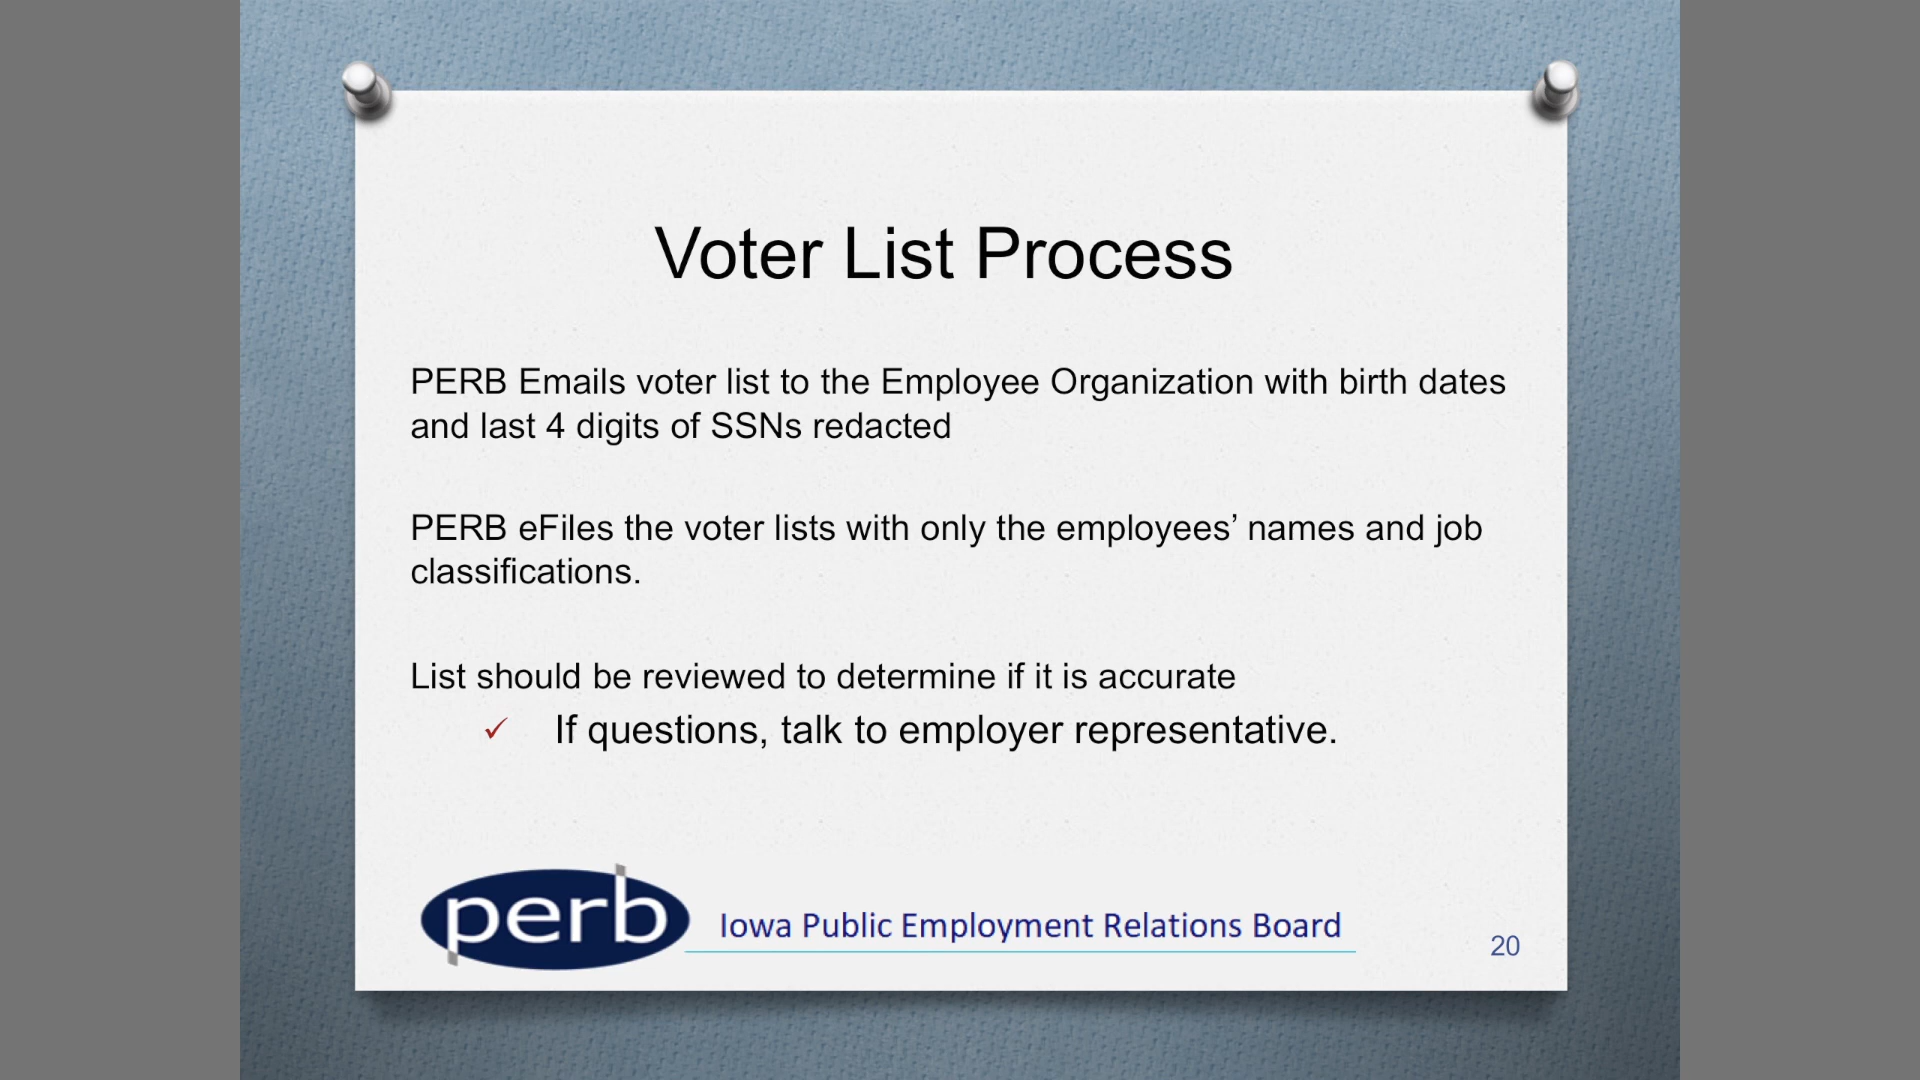 Voter List Process
PERB Emails voter list to the Employee Organization with birth dates
and last 4 digits of SSNs redacted
PERB eFiles the voter lists with only the employees’ names and job
classifications.
List should be reviewed to determine if it is accurate
✓ If questions, talk to employer representative.
perb
Iowa Public Employment Relations Board
20